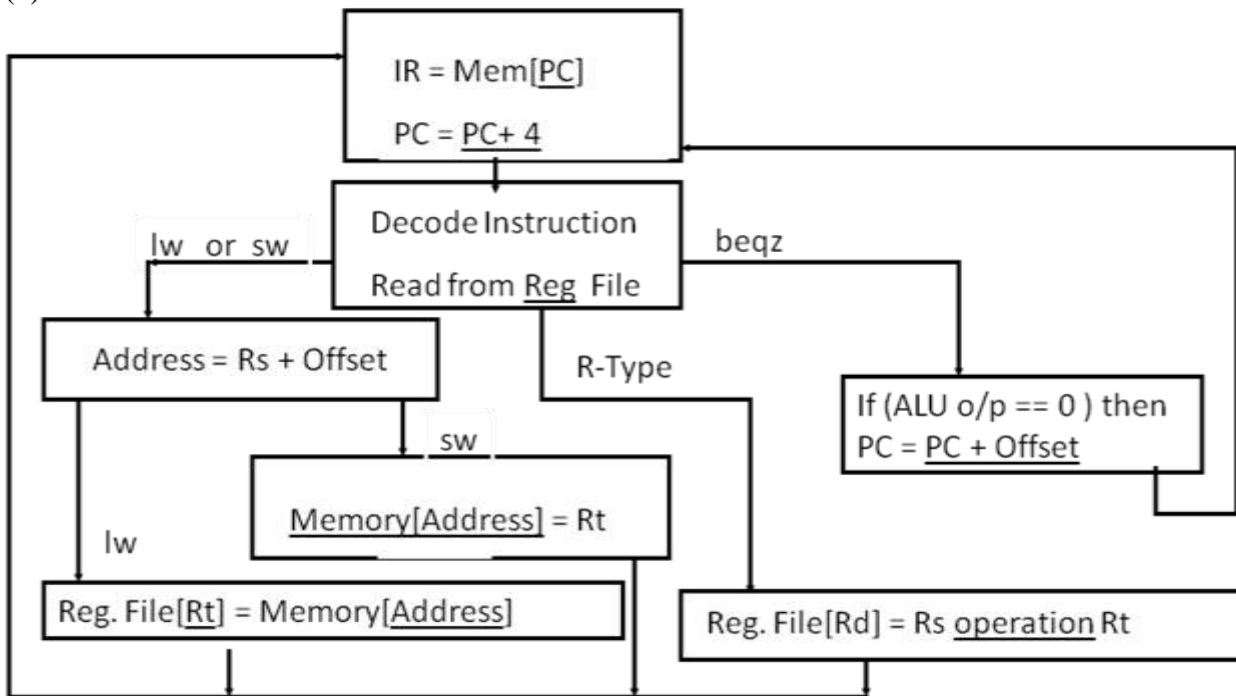 IR = Mem[PC]
PC = PC+ 4
Decode Instruction
Read from Reg File
lw or sw
beqz
Address = Rs + Offset
R-Type
If (ALU o/p == 0 ) then
PC = PC + Offset
sw
Memory[Address] = Rt
lw
Reg. File[Rt] = Memory[Address]
Reg. File[Rd] = Rs operation Rt